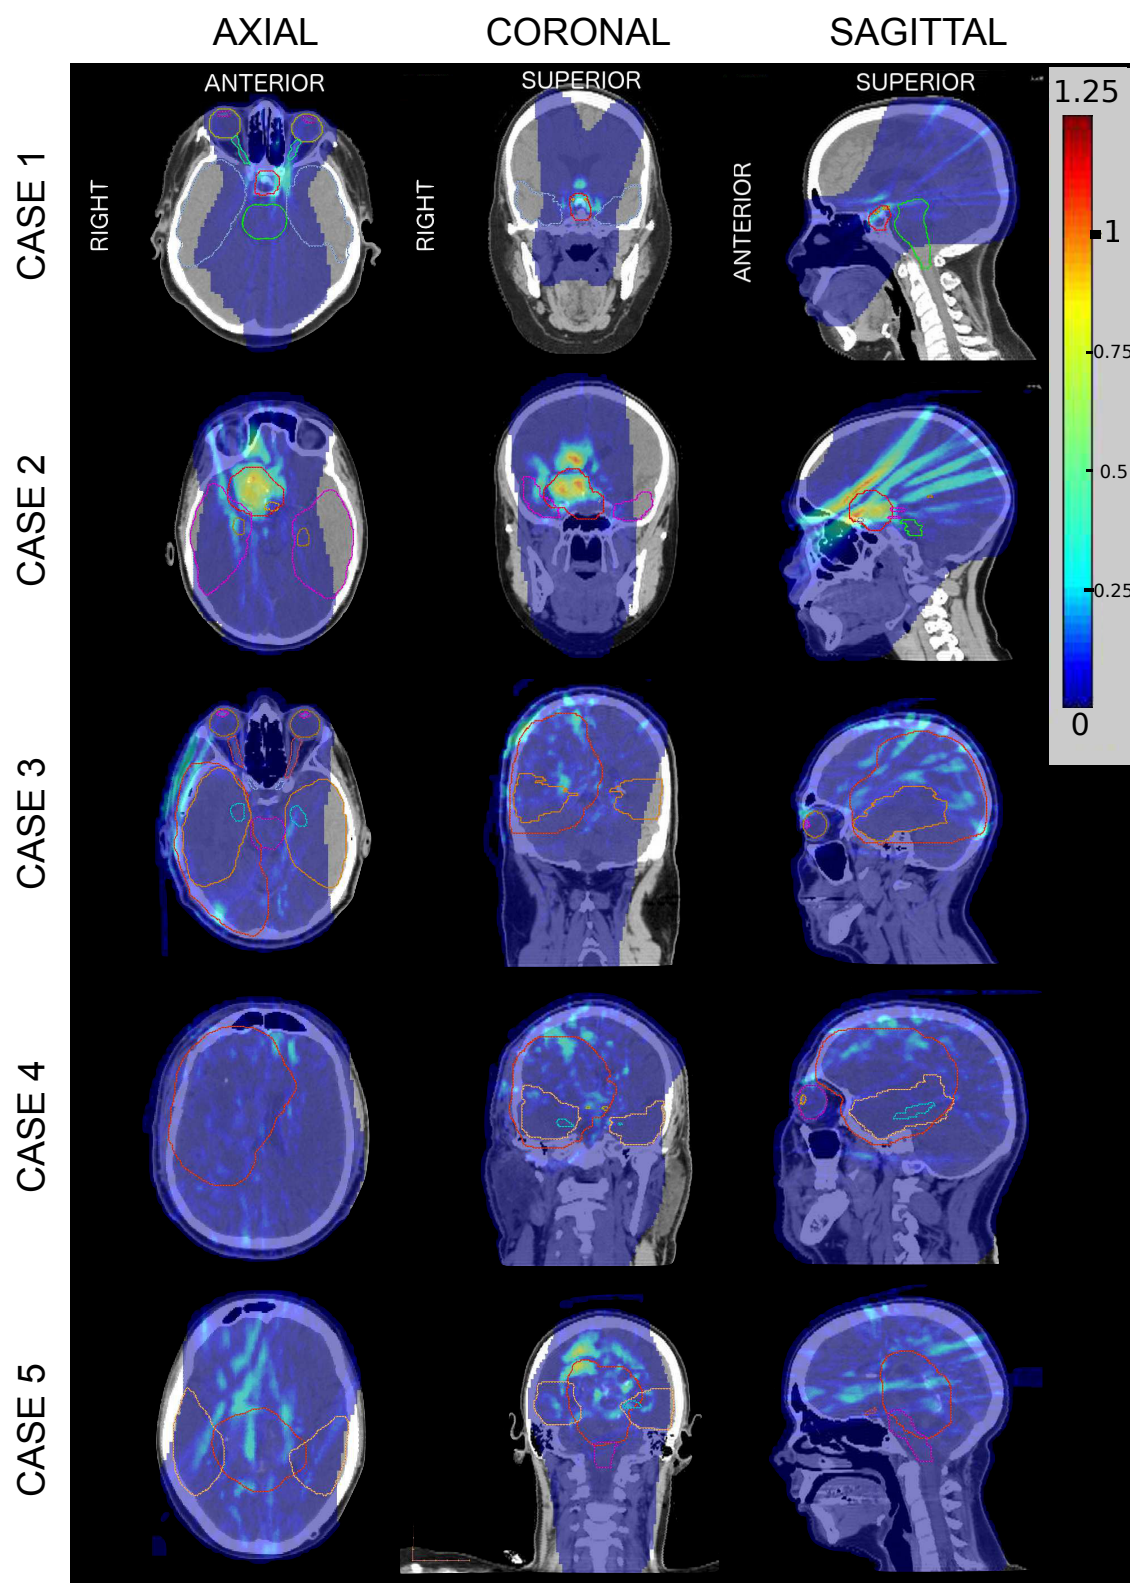 AXIAL CORONAL SAGITTAL
ANTERIOR SUPERIOR SUPERIOR
1.25
CASE 1
RIGHT
RIGHT
ANTERIOR
1
0.75
CASE 2
0.5
0.25
0
CASE 3
CASE 4
CASE 5